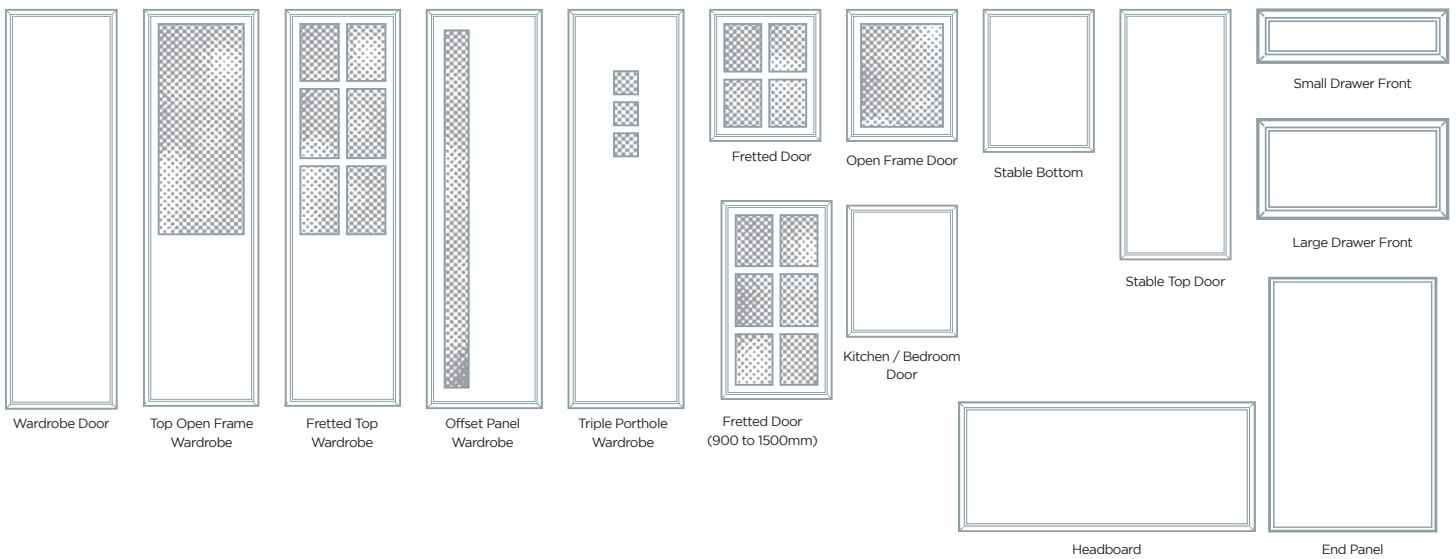 Wardrobe Door
Top Open Frame
Wardrobe
Fretted Top
Wardrobe
Offset Panel
Wardrobe
Triple Porthole
Wardrobe
Fretted Door
Fretted Door
(900 to 1500mm)
Open Frame Door
Kitchen / Bedroom
Door
Stable Bottom
Stable Top Door
Small Drawer Front
Large Drawer Front
Headboard
End Panel